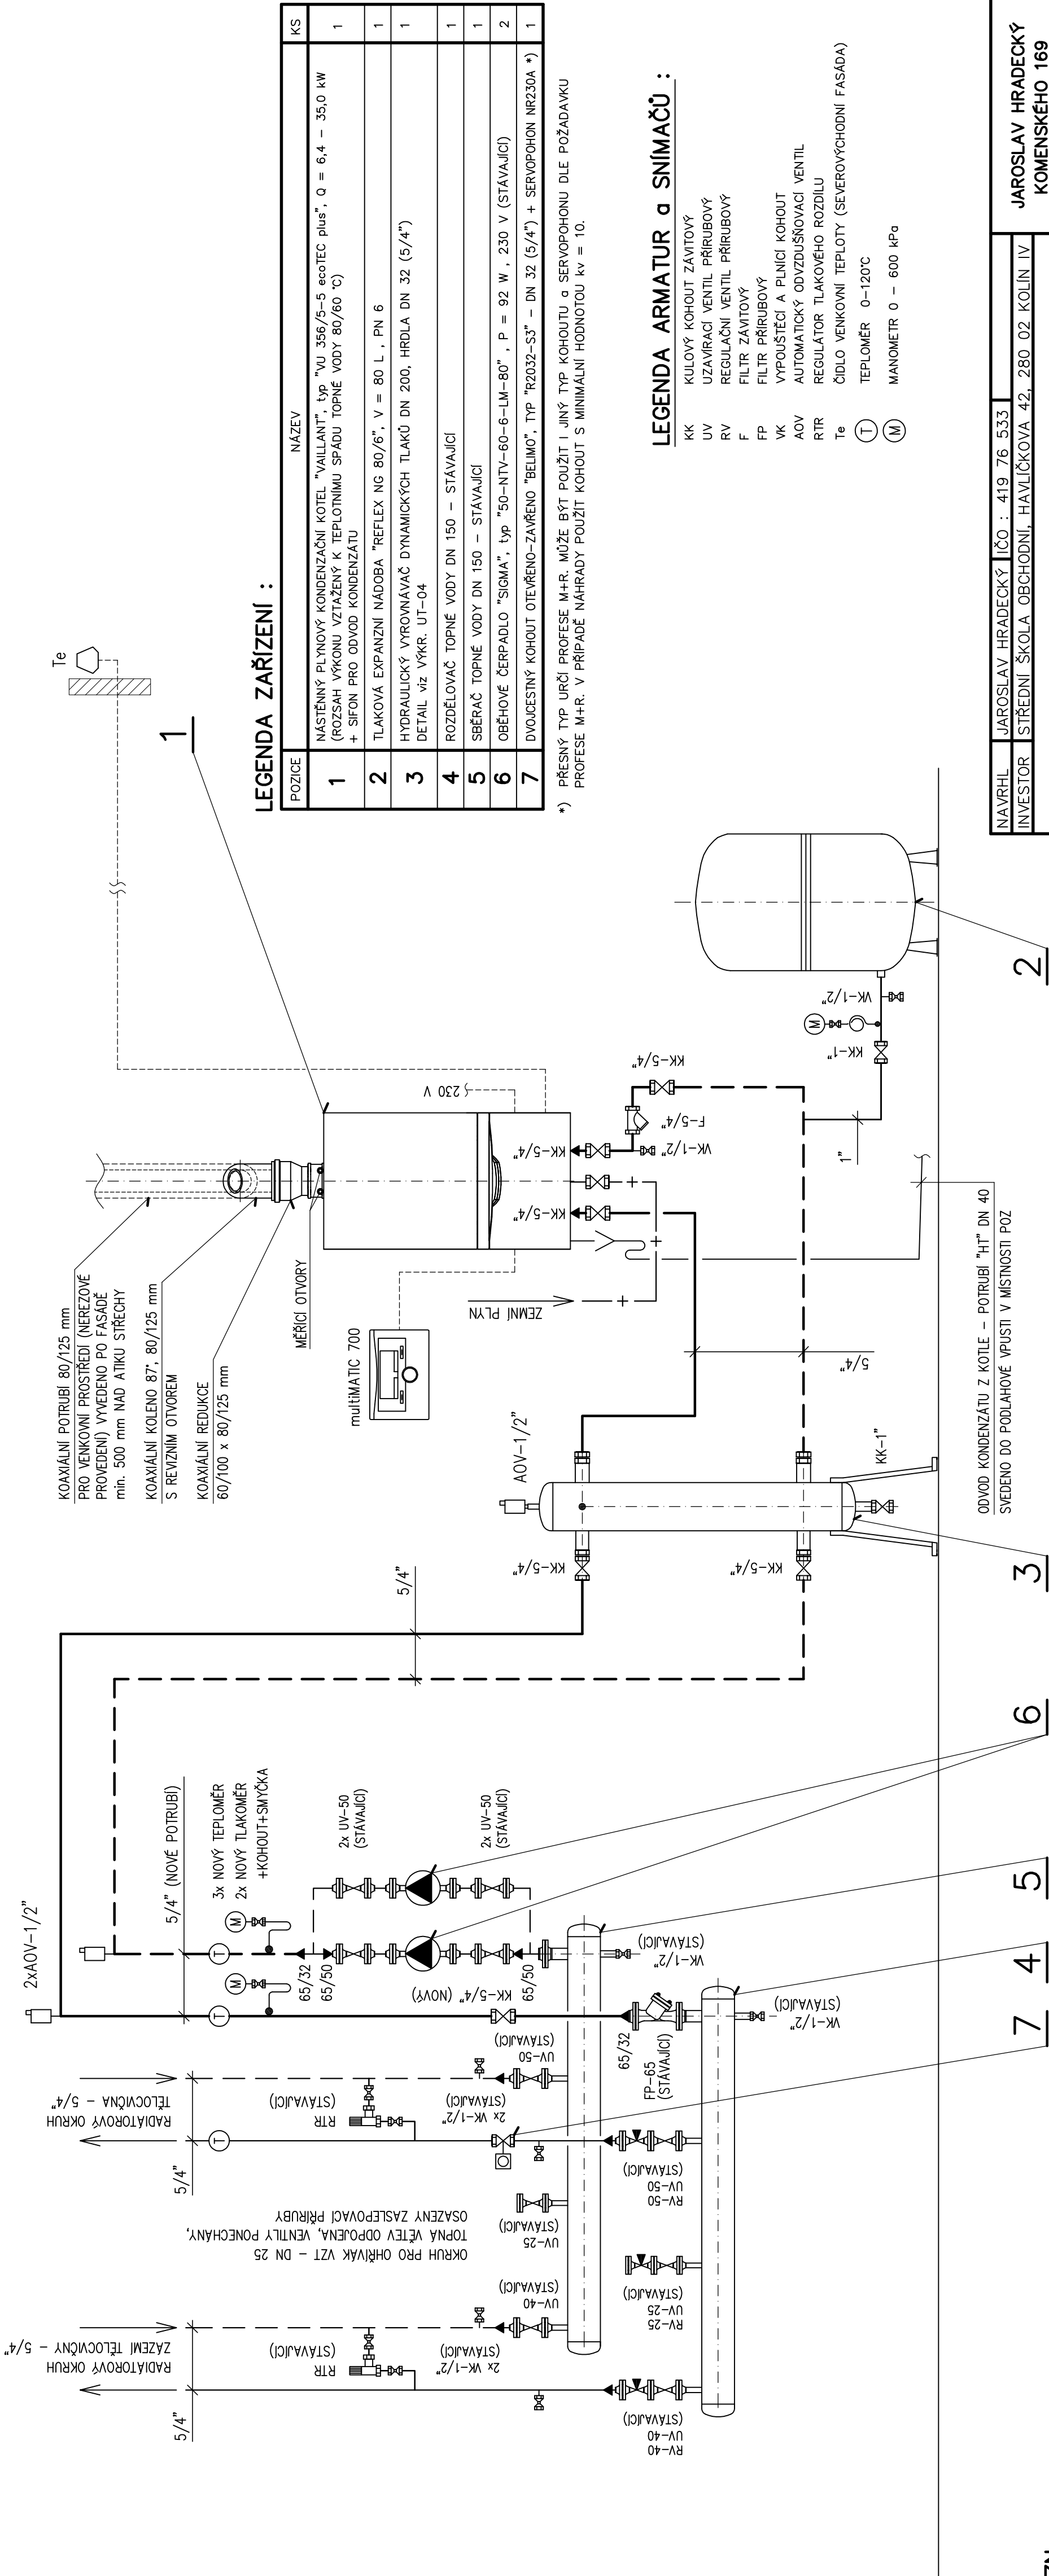 Te
1
KOAXIÁLNÍ POTRUBÍ 80/125 mm
PRO VENKOVNÍ PROSTŘEDÍ (NEREZOVÉ
PROVEDENÍ) VYVEDENO PO FASÁDĚ
min. 500 mm NAD ATIKU STŘECHY
KOAXIÁLNÍ KOLENO 87°, 80/125 mm
S REVIZNÍM OTVOREM
KOAXIÁLNÍ REDUKCE
60/100 x 80/125 mm
MĚŘÍCÍ OTVORY
multiMATIC 700
230 V
ZEMNÍ PLYN
KK-5/4"
KK-5/4"
VK-1/2"
F-5/4"
KK-5/4"
5/4"
1"
KK-1"
M
VK-1/2"
AOV-1/2"
KK-5/4"
KK-5/4"
KK-1"
5/4"
ODVOD KONDENZÁTU Z KOTLE - POTRUBÍ "HT" DN 40
SVEDENO DO PODLAHOVÉ VPUSTI V MÍSTNOSTI POZ
2xAOV-1/2"
5/4" (NOVÉ POTRUBÍ)
3x NOVÝ TEPLOMĚR
2x NOVÝ TLAKOMĚR
+KOHOUT+SMYČKA
T
M
T
M
2x UV-50
(STÁVAJÍCÍ)
2x UV-50
(STÁVAJÍCÍ)
65/32
65/50
KK-5/4" (NOVÝ)
65/50
65/32
FP-65
(STÁVAJÍCÍ)
VK-1/2"
(STÁVAJÍCÍ)
VK-1/2"
(STÁVAJÍCÍ)
RADIÁTOROVÝ OKRUH
TĚLOCVIČNA - 5/4"
5/4"
T
RTR
(STÁVAJÍCÍ)
2x VK-1/2"
(STÁVAJÍCÍ)
UV-50
(STÁVAJÍCÍ)
RV-50
UV-50
(STÁVAJÍCÍ)
OKRUH PRO OHŘÍVÁK VZT - DN 25
TOPNÁ VĚTEV ODPOJENA, VENTILY PONECHÁNY,
OSAZENY ZASLEPOVACÍ PŘÍRUBY
UV-25
(STÁVAJÍCÍ)
RV-25
UV-25
(STÁVAJÍCÍ)
RADIÁTOROVÝ OKRUH
ZÁZEMÍ TĚLOCVIČNY - 5/4"
5/4"
RTR
(STÁVAJÍCÍ)
2x VK-1/2"
(STÁVAJÍCÍ)
UV-40
(STÁVAJÍCÍ)
RV-40
UV-40
(STÁVAJÍCÍ)
7
4
5
6
3
2
LEGENDA ZAŘÍZENÍ :
POZICE NÁZEV KS
1 NÁSTĚNNÝ PLYNOVÝ KONDENZAČNÍ KOTEL "VAILLANT", typ "VU 356/5-5 ecoTEC plus", Q = 6,4 - 35,0 kW 1
(ROZSAH VÝKONU VZTAŽENÝ K TEPLOTNÍMU SPÁDU TOPNÉ VODY 80/60 °C)
+ SIFON PRO ODVOD KONDENZÁTU
2 TLAKOVÁ EXPANZNÍ NÁDOBA "REFLEX NG 80/6", V = 80 L , PN 6 1
3 HYDRAULICKÝ VYROVNÁVAČ DYNAMICKÝCH TLAKŮ DN 200, HRDLA DN 32 (5/4") 1
DETAIL viz VÝKR. UT-04
4 ROZDĚLOVAČ TOPNÉ VODY DN 150 - STÁVAJÍCÍ 1
5 SBĚRAČ TOPNÉ VODY DN 150 - STÁVAJÍCÍ 1
6 OBĚHOVÉ ČERPADLO "SIGMA", typ "50-NTV-60-6-LM-80" , P = 92 W , 230 V (STÁVAJÍCÍ) 2
7 DVOJCESTNÝ KOHOUT OTEVŘENO-ZAVŘENO "BELIMO", TYP "R2032-S3" - DN 32 (5/4") + SERVOPOHON NR230A *) 1
*) PŘESNÝ TYP URČÍ PROFESE M+R. MŮŽE BÝT POUŽIT I JINÝ TYP KOHOUTU a SERVOPOHONU DLE POŽADAVKU
PROFESE M+R. V PŘÍPADĚ NÁHRADY POUŽÍT KOHOUT S MINIMÁLNÍ HODNOTOU kv = 10.
LEGENDA ARMATUR a SNÍMAČŮ :
KK KULOVÝ KOHOUT ZÁVITOVÝ
UV UZAVÍRACÍ VENTIL PŘÍRUBOVÝ
RV REGULAČNÍ VENTIL PŘÍRUBOVÝ
F FILTR ZÁVITOVÝ
FP FILTR PŘÍRUBOVÝ
VK VYPOUŠTĚCÍ A PLNÍCÍ KOHOUT
AOV AUTOMATICKÝ ODVZDUŠŇOVACÍ VENTIL
RTR REGULÁTOR TLAKOVÉHO ROZDÍLU
Te ČIDLO VENKOVNÍ TEPLOTY (SEVEROVÝCHODNÍ FASÁDA)
T TEPLOMĚR 0-120°C
M MANOMETR 0 - 600 kPa
NAVRHL JAROSLAV HRADECKÝ IČO : 419 76 533
INVESTOR STŘEDNÍ ŠKOLA OBCHODNÍ, HAVLÍČKOVA 42, 280 02 KOLÍN IV
JAROSLAV HRADECKÝ
KOMENSKÉHO 169